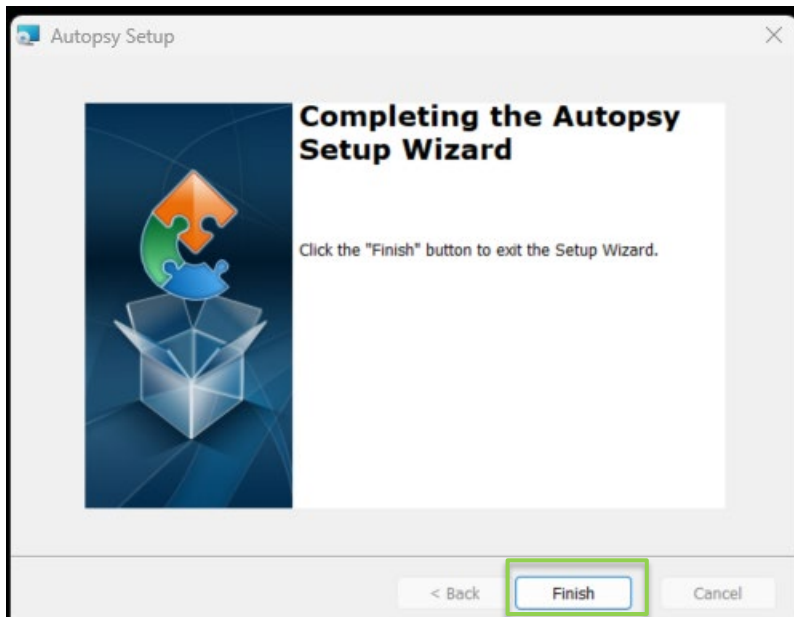 Autopsy Setup
Completing the Autopsy
Setup Wizard
Click the "Finish" button to exit the Setup Wizard.
< Back
Finish
Cancel